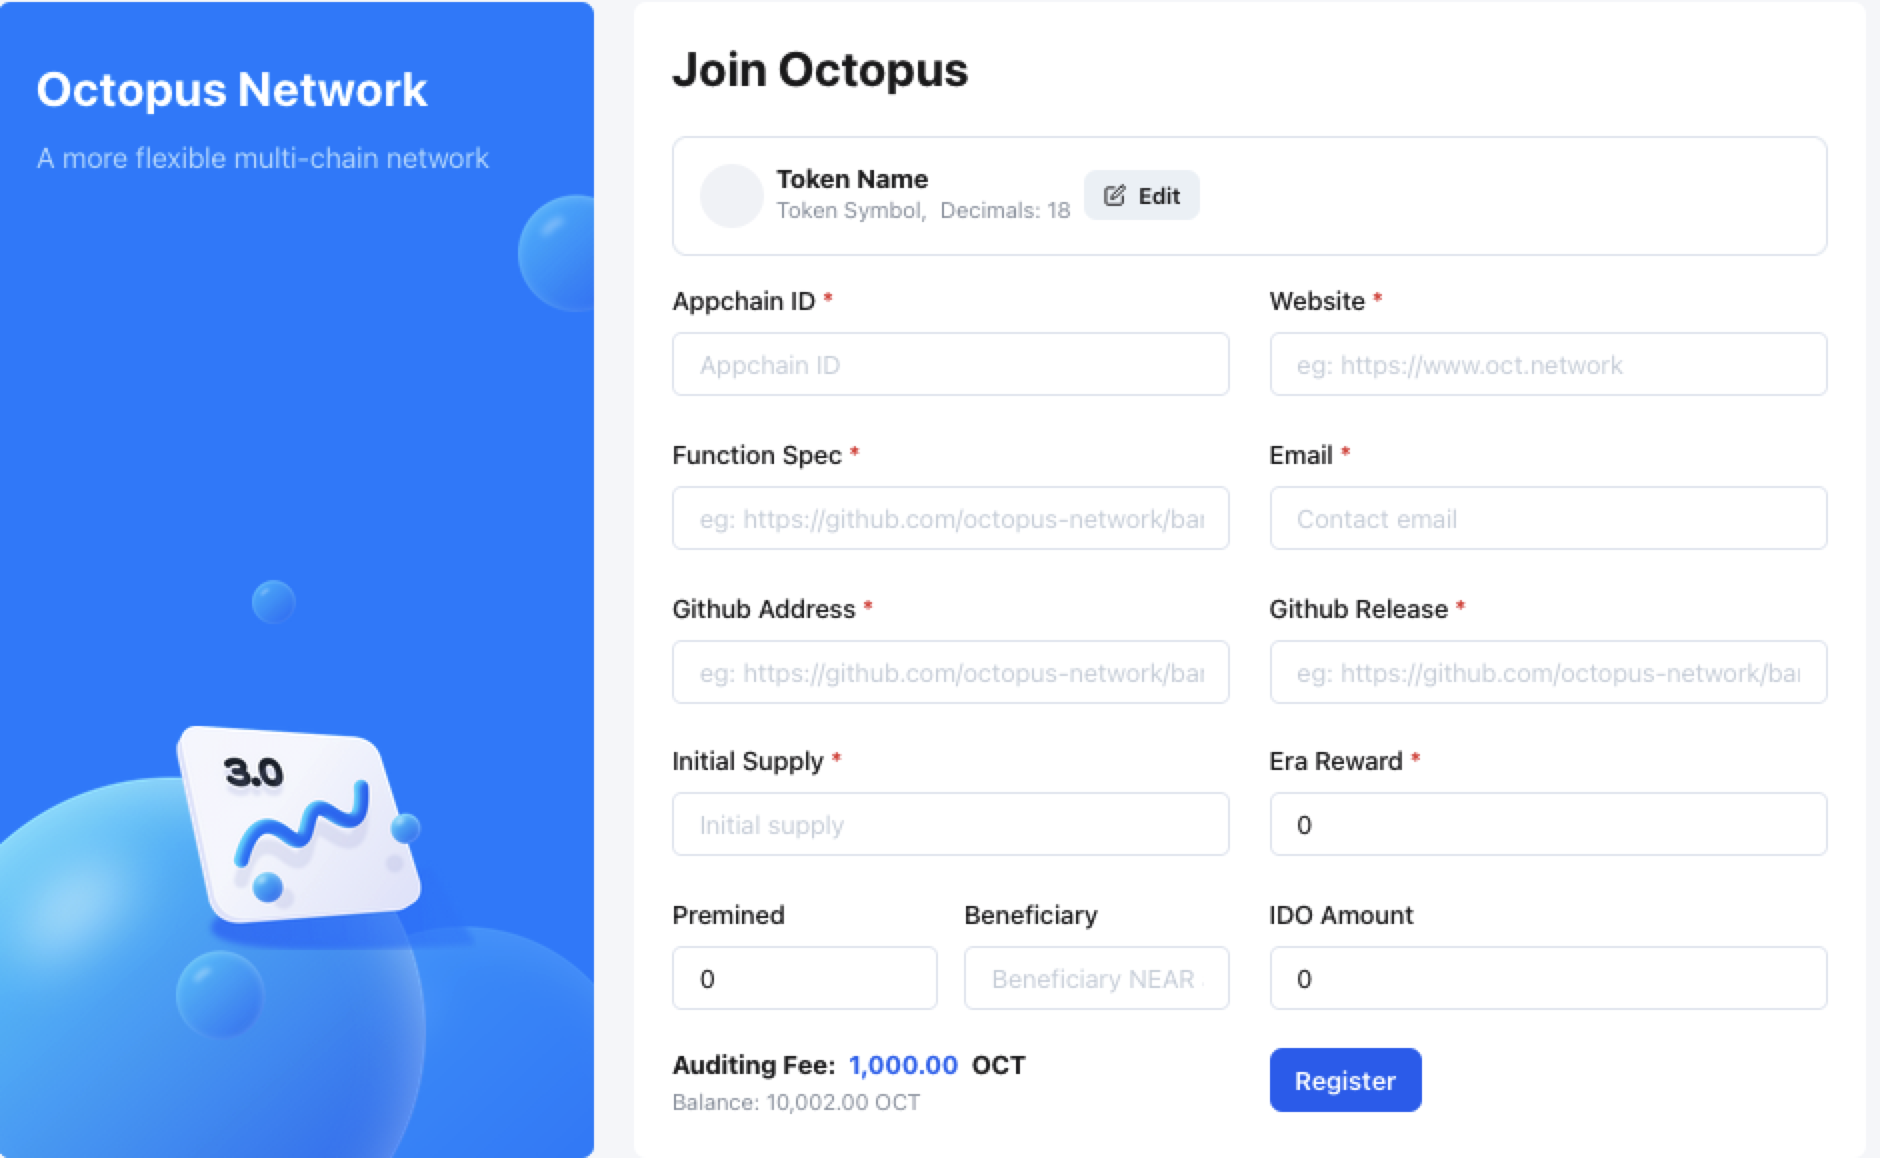 Octopus Network
A more flexible multi-chain network
3.0
Join Octopus
Token Name
Token Symbol, Decimals: 18
Edit
Appchain ID *
Appchain ID
Website *
eg: https://www.oct.network
Function Spec *
eg: https://github.com/octopus-network/
Email *
Contact email
Github Address *
eg: https://github.com/octopus-network/
Github Release *
eg: https://github.com/octopus-network/
Initial Supply *
Initial supply
Era Reward *
0
Premined
0
Beneficiary
Beneficiary NEAR
IDO Amount
0
Auditing Fee: 1,000.00 OCT
Balance: 10,002.00 OCT
Register